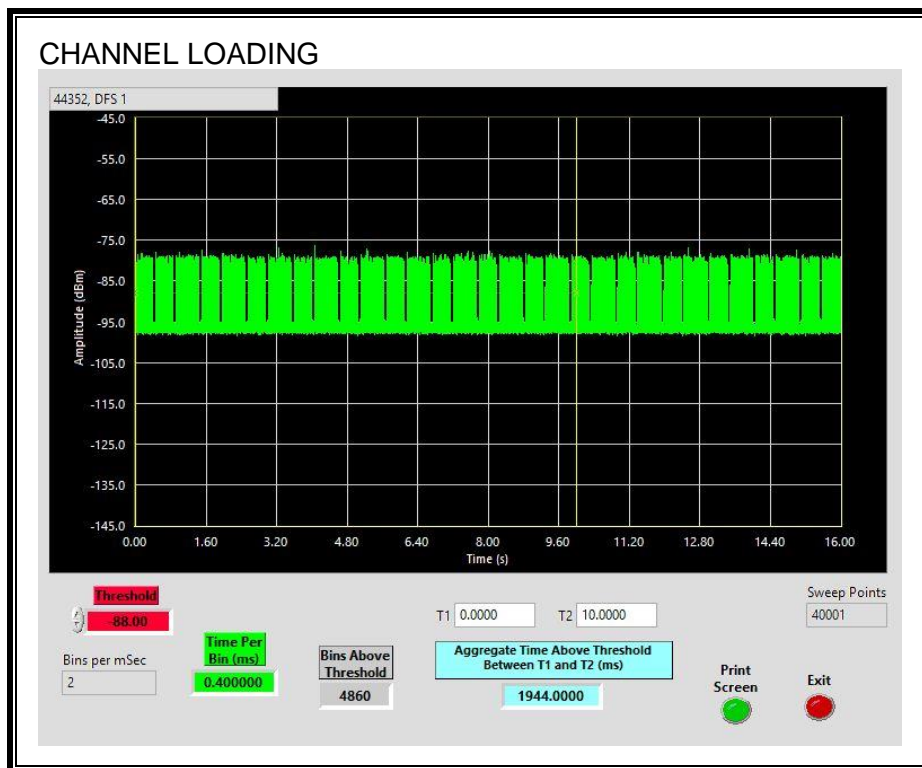 CHANNEL LOADING
44352, DFS 1
-45.0
-55.0
-65.0
-75.0
-85.0
-95.0
-105.0
-115.0
-125.0
-135.0
-145.0
Amplitude (dBm)
0.00 1.60 3.20 4.80 6.40 8.00 9.60 11.20 12.80 14.40 16.00
Time (s)
Threshold
-88.00
Bins per mSec
2
Time Per
Bin (ms)
0.400000
Bins Above
Threshold
4860
T1 0.0000 T2 10.0000
Aggregate Time Above Threshold
Between T1 and T2 (ms)
1944.0000
Sweep Points
40001
Print
Screen
Exit